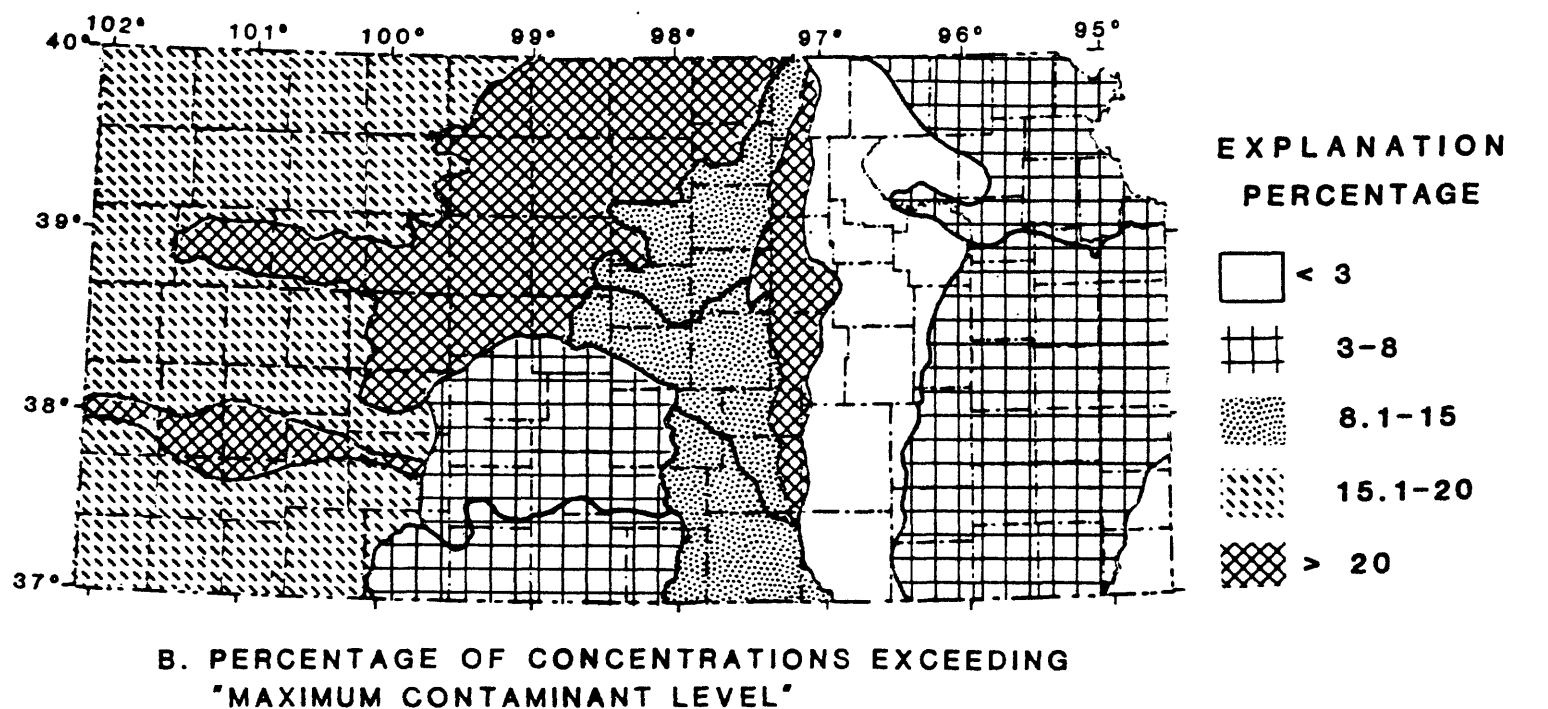 102° 101° 100° 99° 98° 97° 96° 95°
40°
39°
38°
37°
EXPLANATION
PERCENTAGE
< 3
3-8
8.1-15
15.1-20
> 20
B. PERCENTAGE OF CONCENTRATIONS EXCEEDING
"MAXIMUM CONTAMINANT LEVEL"